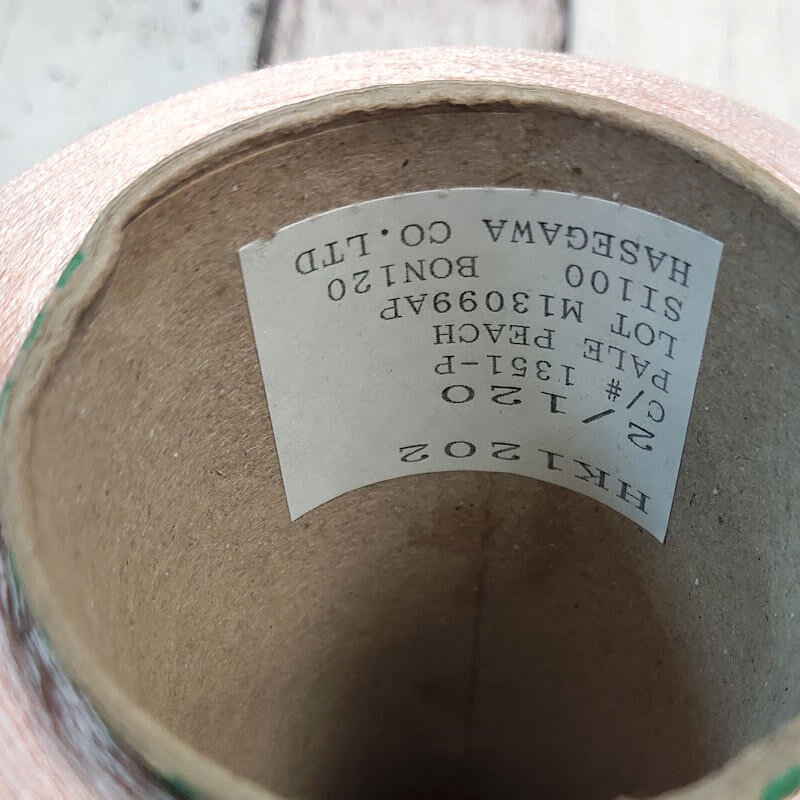 HK1202
2/120
C/# 1351-P
PALE PEACH
LOT M13099AP
SI100 BON120
HASEGAWA CO.LTD